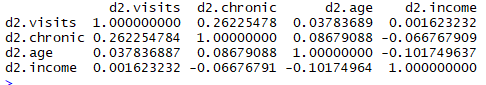 d2.visits d2.chronic d2.age d2.income
d2.visits 1.000000000 0.26225478 0.03783689 0.001623232
d2.chronic 0.262254784 1.00000000 0.08679088 -0.066767909
d2.age 0.037836887 0.08679088 1.00000000 -0.101749637
d2.income 0.001623232 -0.06676791 -0.10174964 1.000000000
>